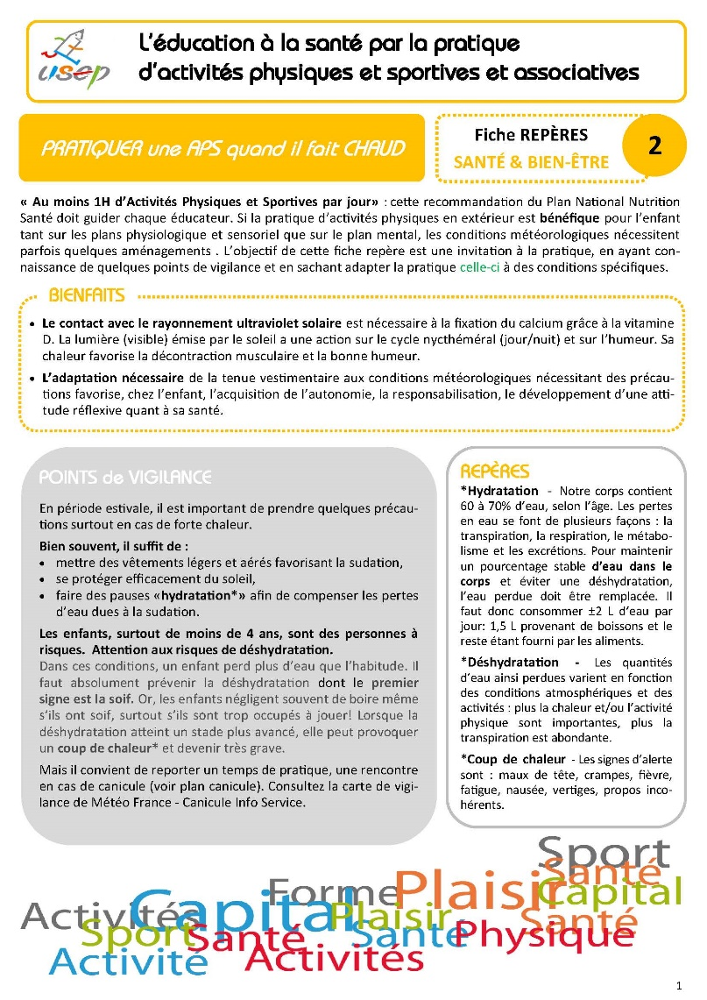 usep
L'éducation à la santé par la pratique
d'activités physiques et sportives et associatives
PRATIQUER une APS quand il fait CHAUD
Fiche REPÈRES
SANTÉ & BIEN-ÊTRE
2
« Au moins 1H d'Activités Physiques et Sportives par jour» : cette recommandation du Plan National Nutrition
Santé doit guider chaque éducateur. Si la pratique d'activités physiques en extérieur est bénéfique pour l'enfant
tant sur les plans physiologique et sensoriel que sur le plan mental, les conditions météorologiques nécessitent
parfois quelques aménagements . L'objectif de cette fiche repère est une invitation à la pratique, en ayant con-
naissance de quelques points de vigilance et en sachant adapter la pratique celle-ci à des conditions spécifiques.
BIENFAITS
• Le contact avec le rayonnement ultraviolet solaire est nécessaire à la fixation du calcium grâce à la vitamine
D. La lumière (visible) émise par le soleil a une action sur le cycle nycthéméral (jour/nuit) et sur l'humeur. Sa
chaleur favorise la décontraction musculaire et la bonne humeur.
• L'adaptation nécessaire de la tenue vestimentaire aux conditions météorologiques nécessitant des précau-
tions favorise, chez l'enfant, l'acquisition de l'autonomie, la responsabilisation, le développement d'une atti-
tude réflexive quant à sa santé.
POINTS de VIGILANCE
En période estivale, il est important de prendre quelques précau-
tions surtout en cas de forte chaleur.
Bien souvent, il suffit de :
• mettre des vêtements légers et aérés favorisant la sudation,
• se protéger efficacement du soleil,
• faire des pauses «hydratation*» afin de compenser les pertes
d'eau dues à la sudation.
Les enfants, surtout de moins de 4 ans, sont des personnes à
risques. Attention aux risques de déshydratation.
Dans ces conditions, un enfant perd plus d'eau que l'habitude. Il
faut absolument prévenir la déshydratation dont le premier
signe est la soif. Or, les enfants négligent souvent de boire même
s'ils ont soif, surtout s'ils sont trop occupés à jouer! Lorsque la
déshydratation atteint un stade plus avancé, elle peut provoquer
un coup de chaleur* et devenir très grave.
Mais il convient de reporter un temps de pratique, une rencontre
en cas de canicule (voir plan canicule). Consultez la carte de vigi-
lance de Météo France - Canicule Info Service.
REPÈRES
*Hydratation - Notre corps contient
60 à 70% d'eau, selon l'âge. Les pertes
en eau se font de plusieurs façons : la
transpiration, la respiration, le métabo-
lisme et les excrétions. Pour maintenir
un pourcentage stable d'eau dans le
corps et éviter une déshydratation,
l'eau perdue doit être remplacée. Il
faut donc consommer ±2 L d'eau par
jour: 1,5 L provenant de boissons et le
reste étant fourni par les aliments.
*Déshydratation - Les quantités
d'eau ainsi perdues varient en fonction
des conditions atmosphériques et des
activités : plus la chaleur et/ou l'activité
physique sont importantes, plus la
transpiration est abondante.
*Coup de chaleur - Les signes d'alerte
sont : maux de tête, crampes, fièvre,
fatigue, nausée, vertiges, propos inco-
hérents.
Sport
Santé
Forme Plaisir Capital
Activités Capital Plaisir Santé
Sport Santé Santé Physique
Activité Activités
1